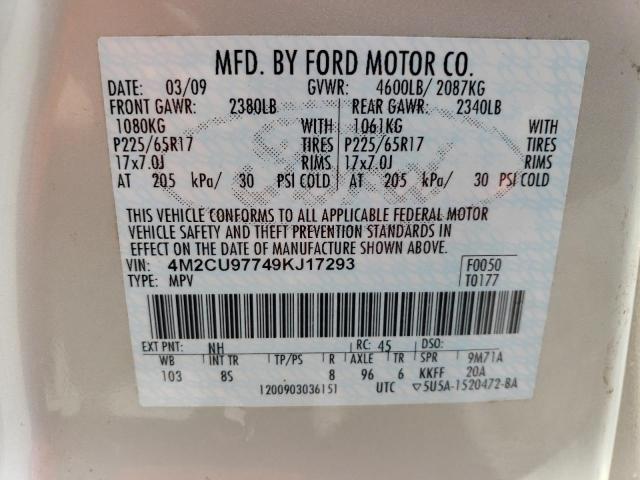 MFD. BY FORD MOTOR CO.
DATE: 03/09 GVWR: 4600LB/ 2087KG
FRONT GAWR: 2380LB REAR GAWR: 2340LB
1080KG WITH 1061KG WITH
P225/65R17 TIRES P225/65R17 TIRES
17x7.0J RIMS 17x7.0J RIMS
AT 205 kPa/ 30 PSI COLD AT 205 kPa/ 30 PSI COLD
THIS VEHICLE CONFORMS TO ALL APPLICABLE FEDERAL MOTOR
VEHICLE SAFETY AND THEFT PREVENTION STANDARDS IN
EFFECT ON THE DATE OF MANUFACTURE SHOWN ABOVE.
VIN: 4M2CU97749KJ17293 F0050
TYPE: MPV T0177
EXT PNT: NH RC: 45 DSO:
WB INT TR TP/PS R AXLE TR SPR 9M71A
103 8S 8 96 6 KKFF 20A
1200903036151 UTC ▽5U5A-1520472-BA